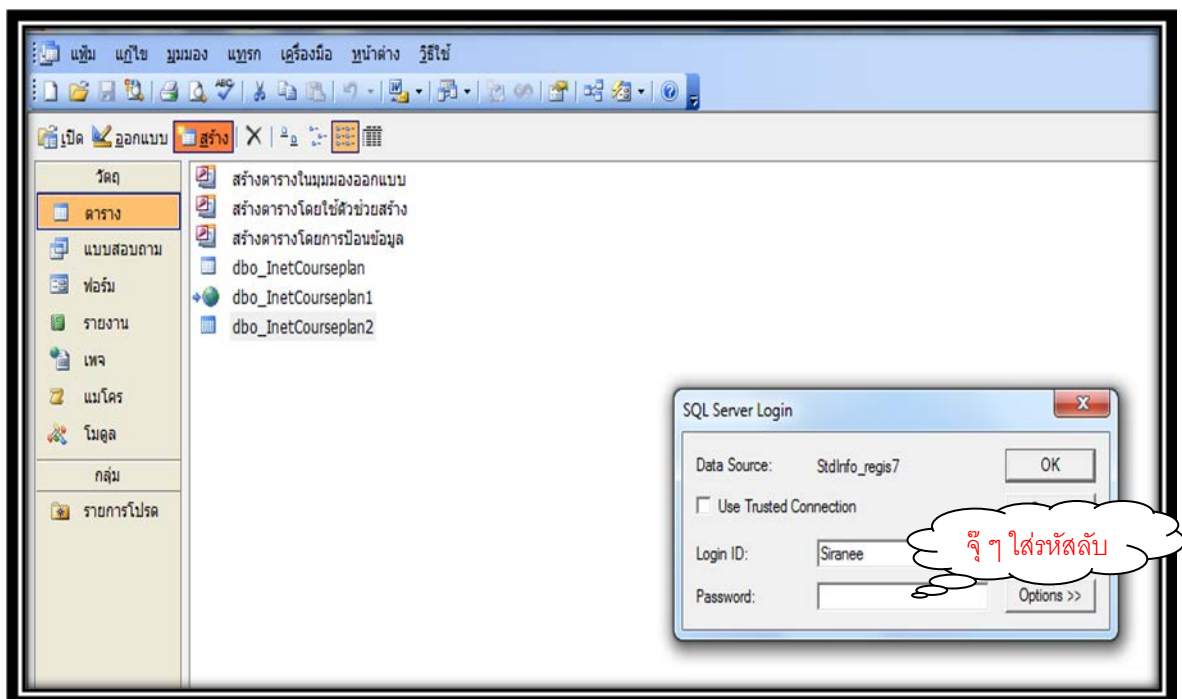 แฟ้ม แก้ไข มุมมอง แทรก เครื่องมือ หน้าต่าง วิธีใช้
เปิด ออกแบบ สร้าง
วัตถุ
ตาราง
แบบสอบถาม
ฟอร์ม
รายงาน
เพจ
แมโคร
โมดูล
กลุ่ม
รายการโปรด
สร้างตารางในมุมมองออกแบบ
สร้างตารางโดยใช้ตัวช่วยสร้าง
สร้างตารางโดยการป้อนข้อมูล
dbo_InetCourseplan
dbo_InetCourseplan1
dbo_InetCourseplan2
SQL Server Login
Data Source: StdInfo_regis7 OK
Use Trusted Connection
Login ID: Siranee
Password: Options >>
จุ๊ ๆ ใส่รหัสลับ